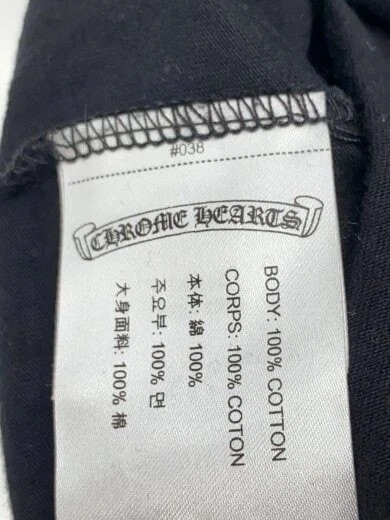 #038
CHROME HEARTS
BODY: 100% COTTON
CORPS: 100% COTON
本体: 綿 100%
주요부: 100% 면
大身面料: 100% 棉